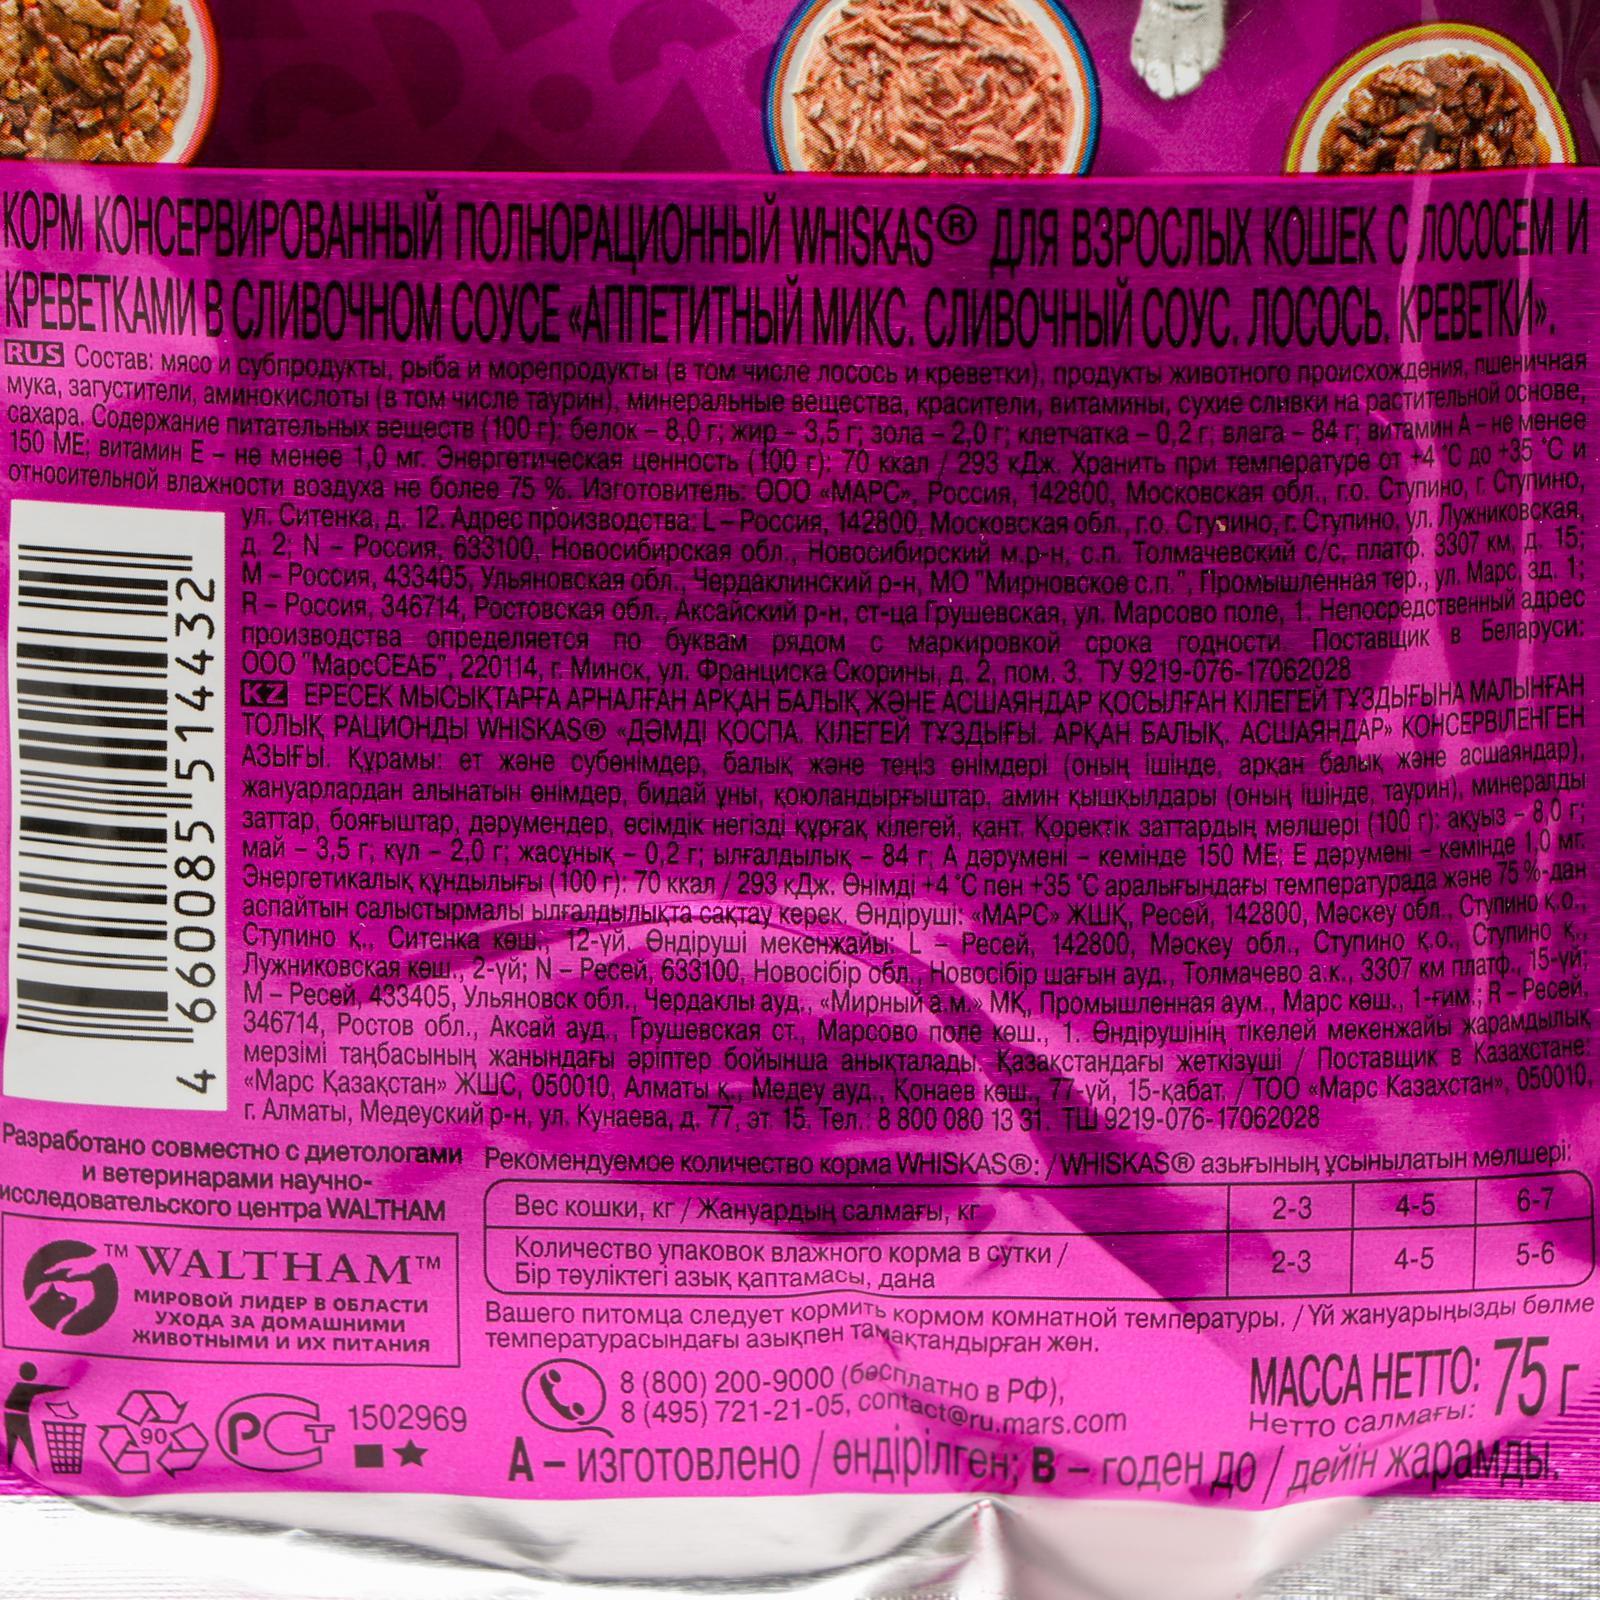 КОРМ КОНСЕРВИРОВАННЫЙ ПОЛНОРАЦИОННЫЙ WHISKAS® ДЛЯ ВЗРОСЛЫХ КОШЕК С ЛОСОСЕМ И
КРЕВЕТКАМИ В СЛИВОЧНОМ СОУСЕ «АППЕТИТНЫЙ МИКС. СЛИВОЧНЫЙ СОУС. ЛОСОСЬ. КРЕВЕТКИ».
RUS Состав: мясо и субпродукты, рыба и морепродукты (в том числе лосось и креветки), продукты животного происхождения, пшеничная
мука, загустители, аминокислоты (в том числе таурин), минеральные вещества, красители, витамины, сухие сливки на растительной основе,
сахара. Содержание питательных веществ (100 г): белок – 8,0 г; жир – 3,5 г; зола – 2,0 г; клетчатка – 0,2 г; влага – 84 г; витамин А – не менее
150 МЕ; витамин Е – не менее 1,0 мг. Энергетическая ценность (100 г): 70 ккал / 293 кДж. Хранить при температуре от +4 °С до +35 °С и
относительной влажности воздуха не более 75 %. Изготовитель: ООО «МАРС», Россия, 142800, Московская обл., г.о. Ступино, г. Ступино,
ул. Ситенка, д. 12. Адрес производства: L – Россия, 142800, Московская обл., г.о. Ступино, г. Ступино, ул. Лужниковская,
д. 2; N – Россия, 633100, Новосибирская обл., Новосибирский м.р-н, с.п. Толмачевский с/с, платф. 3307 км, д. 15;
M – Россия, 433405, Ульяновская обл., Чердаклинский р-н, МО "Мирновское с.п.", Промышленная тер., ул. Марс, зд. 1;
R – Россия, 346714, Ростовская обл., Аксайский р-н, ст-ца Грушевская, ул. Марсово поле, 1. Непосредственный адрес
производства определяется по буквам рядом с маркировкой срока годности. Поставщик в Беларуси:
ООО "МарсСЕАБ", 220114, г. Минск, ул. Франциска Скорины, д. 2, пом. 3. ТУ 9219-076-17062028
KZ ЕРЕСЕК МЫСЫҚТАРҒА АРНАЛҒАН АРҚАН БАЛЫҚ ЖӘНЕ АСШАЯНДАР ҚОСЫЛҒАН КІЛЕГЕЙ ТҰЗДЫҒЫНА МАЛЫНҒАН
ТОЛЫҚ РАЦИОНДЫ WHISKAS® «ДӘМДІ ҚОСПА. КІЛЕГЕЙ ТҰЗДЫҒЫ. АРҚАН БАЛЫҚ. АСШАЯНДАР» КОНСЕРВІЛЕНГЕН
АЗЫҒЫ. Құрамы: ет және субөнімдер, балық және теңіз өнімдері (оның ішінде, арқан балық және асшаяндар),
жануарлардан алынатын өнімдер, бидай ұны, қоюландырғыштар, амин қышқылдары (оның ішінде, таурин), минералды
заттар, бояғыштар, дәрумендер, өсімдік негізді құрғақ кілегей, қант. Қоректік заттардың мөлшері (100 г): ақуыз – 8,0 г;
май – 3,5 г; күл – 2,0 г; жасұнық – 0,2 г; ылғалдылық – 84 г; А дәрумені – кемінде 150 МЕ; Е дәрумені – кемінде 1,0 мг.
Энергетикалық құндылығы (100 г): 70 ккал / 293 кДж. Өнімді +4 °С пен +35 °С аралығындағы температурада және 75 %-дан
аспайтын салыстырмалы ылғалдылықта сақтау керек. Өндіруші: «МАРС» ЖШҚ, Ресей, 142800, Мәскеу обл., Ступино қ.о.,
Ступино қ., Ситенка көш., 12-үй. Өндіруші мекенжайы: L – Ресей, 142800, Мәскеу обл., Ступино қ.о., Ступино қ.,
Лужниковская көш., 2-үй; N – Ресей, 633100, Новосібір обл., Новосібір шағын ауд., Толмачево а.к., 3307 км платф., 15-үй;
M – Ресей, 433405, Ульяновск обл., Чердаклы ауд., «Мирный а.м.» МҚ, Промышленная аум., Марс көш., 1-ғим.; R – Ресей,
346714, Ростов обл., Аксай ауд., Грушевская ст., Марсово поле көш., 1. Өндірушінің тікелей мекенжайы жарамдылық
мерзімі таңбасының жанындағы әріптер бойынша анықталады. Қазақстандағы жеткізуші / Поставщик в Казахстане:
«Марс Қазақстан» ЖШС, 050010, Алматы қ., Медеу ауд., Қонаев көш., 77-үй, 15-қабат. / ТОО «Марс Казахстан», 050010,
г. Алматы, Медеуский р-н, ул. Кунаева, д. 77, эт. 15. Тел.: 8 800 080 13 31. ТШ 9219-076-17062028
4 660085 514432
Разработано совместно с диетологами
и ветеринарами научно-
исследовательского центра WALTHAM
™ WALTHAM™
МИРОВОЙ ЛИДЕР В ОБЛАСТИ
УХОДА ЗА ДОМАШНИМИ
ЖИВОТНЫМИ И ИХ ПИТАНИЯ
90
РСТ
1502969
Рекомендуемое количество корма WHISKAS®: / WHISKAS® азығының ұсынылатын мөлшері:
Вес кошки, кг / Жануардың салмағы, кг 2-3 4-5 6-7
Количество упаковок влажного корма в сутки /
Бір тәуліктегі азық қаптамасы, дана 2-3 4-5 5-6
Вашего питомца следует кормить кормом комнатной температуры. / Үй жануарыңызды бөлме
температурасындағы азықпен тамақтандырған жөн.
8 (800) 200-9000 (бесплатно в РФ),
8 (495) 721-21-05, contact@ru.mars.com
МАССА НЕТТО: 75 г
Нетто салмағы:
А – изготовлено / өндірілген; В – годен до / дейін жарамды.